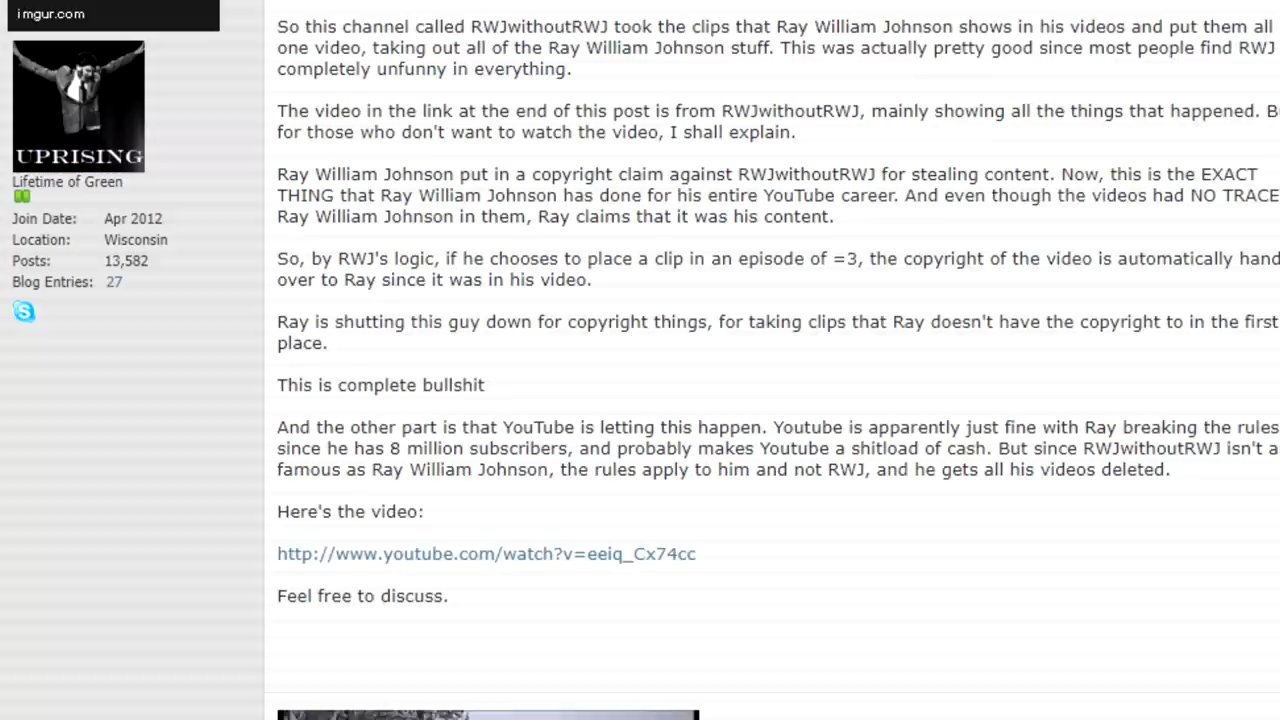 imgur.com
UPRISING
Lifetime of Green
Join Date: Apr 2012
Location: Wisconsin
Posts: 13,582
Blog Entries: 27
So this channel called RWJwithoutRWJ took the clips that Ray William Johnson shows in his videos and put them all
one video, taking out all of the Ray William Johnson stuff. This was actually pretty good since most people find RWJ
completely unfunny in everything.
The video in the link at the end of this post is from RWJwithoutRWJ, mainly showing all the things that happened.
for those who don't want to watch the video, I shall explain.
Ray William Johnson put in a copyright claim against RWJwithoutRWJ for stealing content. Now, this is the EXACT
THING that Ray William Johnson has done for his entire YouTube career. And even though the videos had NO TRACE
Ray William Johnson in them, Ray claims that it was his content.
So, by RWJ's logic, if he chooses to place a clip in an episode of =3, the copyright of the video is automatically hand
over to Ray since it was in his video.
Ray is shutting this guy down for copyright things, for taking clips that Ray doesn't have the copyright to in the first
place.
This is complete bullshit
And the other part is that YouTube is letting this happen. Youtube is apparently just fine with Ray breaking the rules
since he has 8 million subscribers, and probably makes Youtube a shitload of cash. But since RWJwithoutRWJ isn't a
famous as Ray William Johnson, the rules apply to him and not RWJ, and he gets all his videos deleted.
Here's the video:
http://www.youtube.com/watch?v=eeiq_Cx74cc
Feel free to discuss.